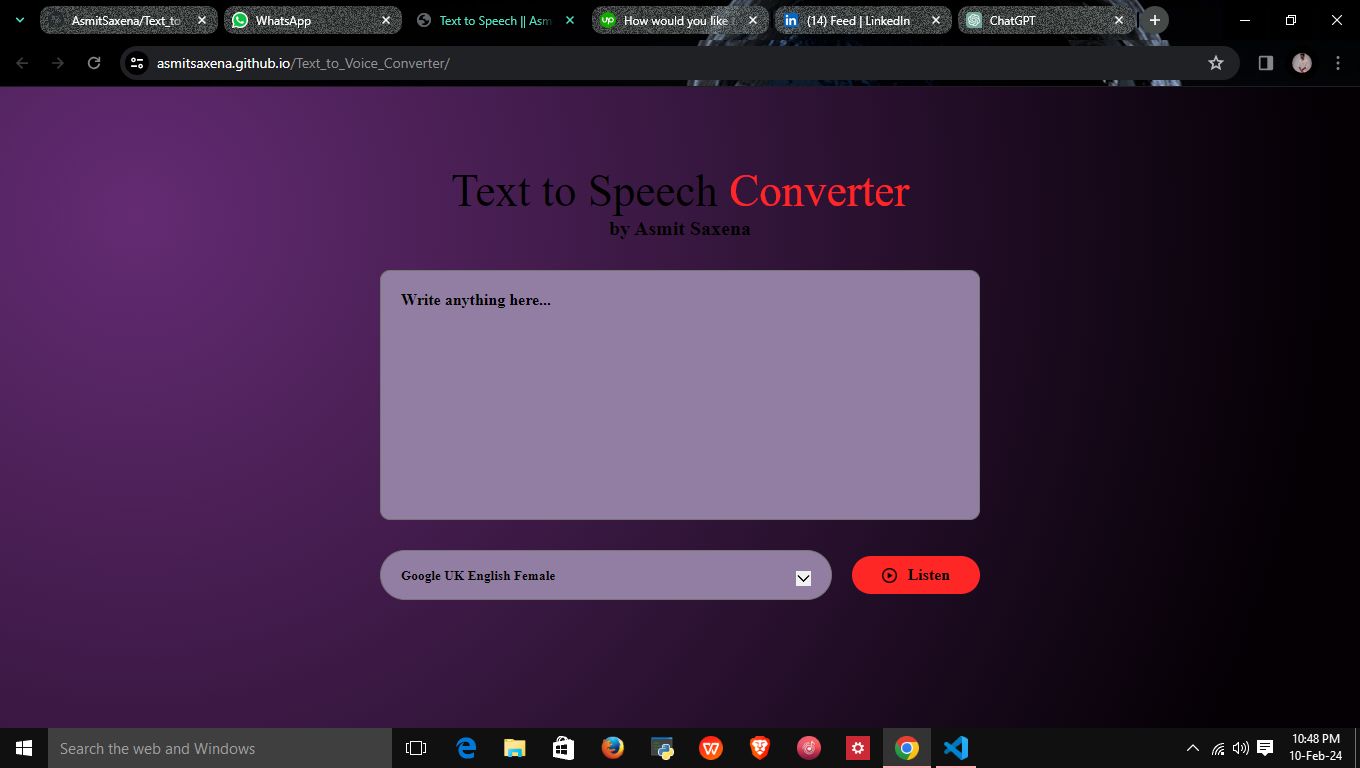 AsmitSaxena/Text_to
WhatsApp
Text to Speech || Asm
up How would you like t
in (14) Feed | LinkedIn
ChatGPT
asmitsaxena.github.io/Text_to_Voice_Converter/
Text to Speech Converter
by Asmit Saxena
Write anything here...
Google UK English Female
Listen
Search the web and Windows
10:48 PM
10-Feb-24